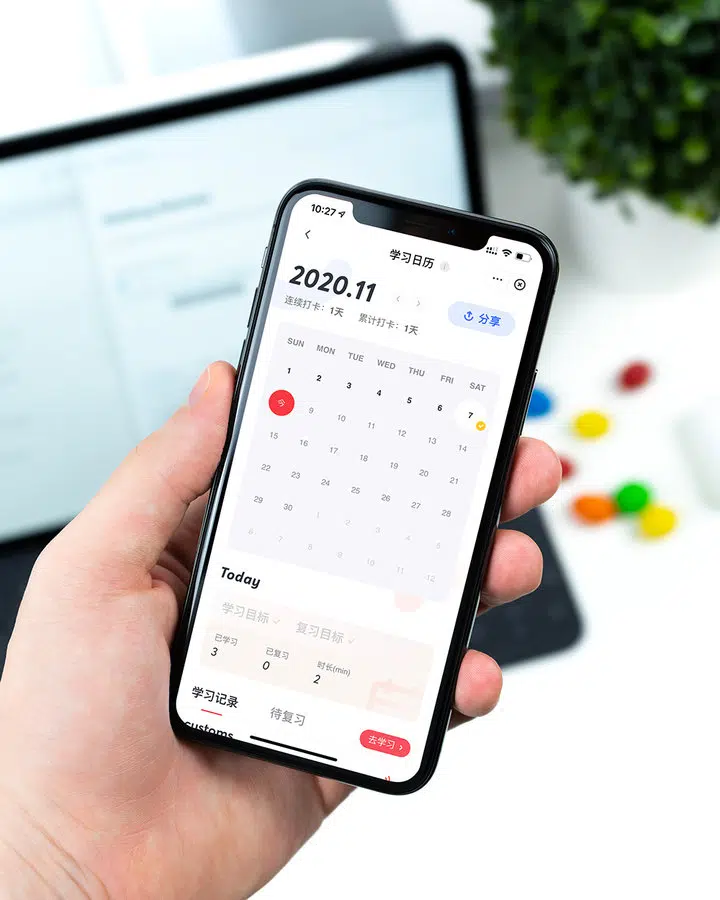 10:27
学习日历
2020.11
分享
连续打卡：1天 累计打卡：1天
SUN MON TUE WED THU FRI SAT
1 2 3 4 5 6 7
今 9 10 11 12 13 14
15 16 17 18 19 20 21
22 23 24 25 26 27 28
29 30 1 2 3 4 5
6 7 8 9 10 11 12
Today
学习目标 复习目标
已学习 已复习 时长(min)
3 0 2
学习记录 待复习
去学习
customs